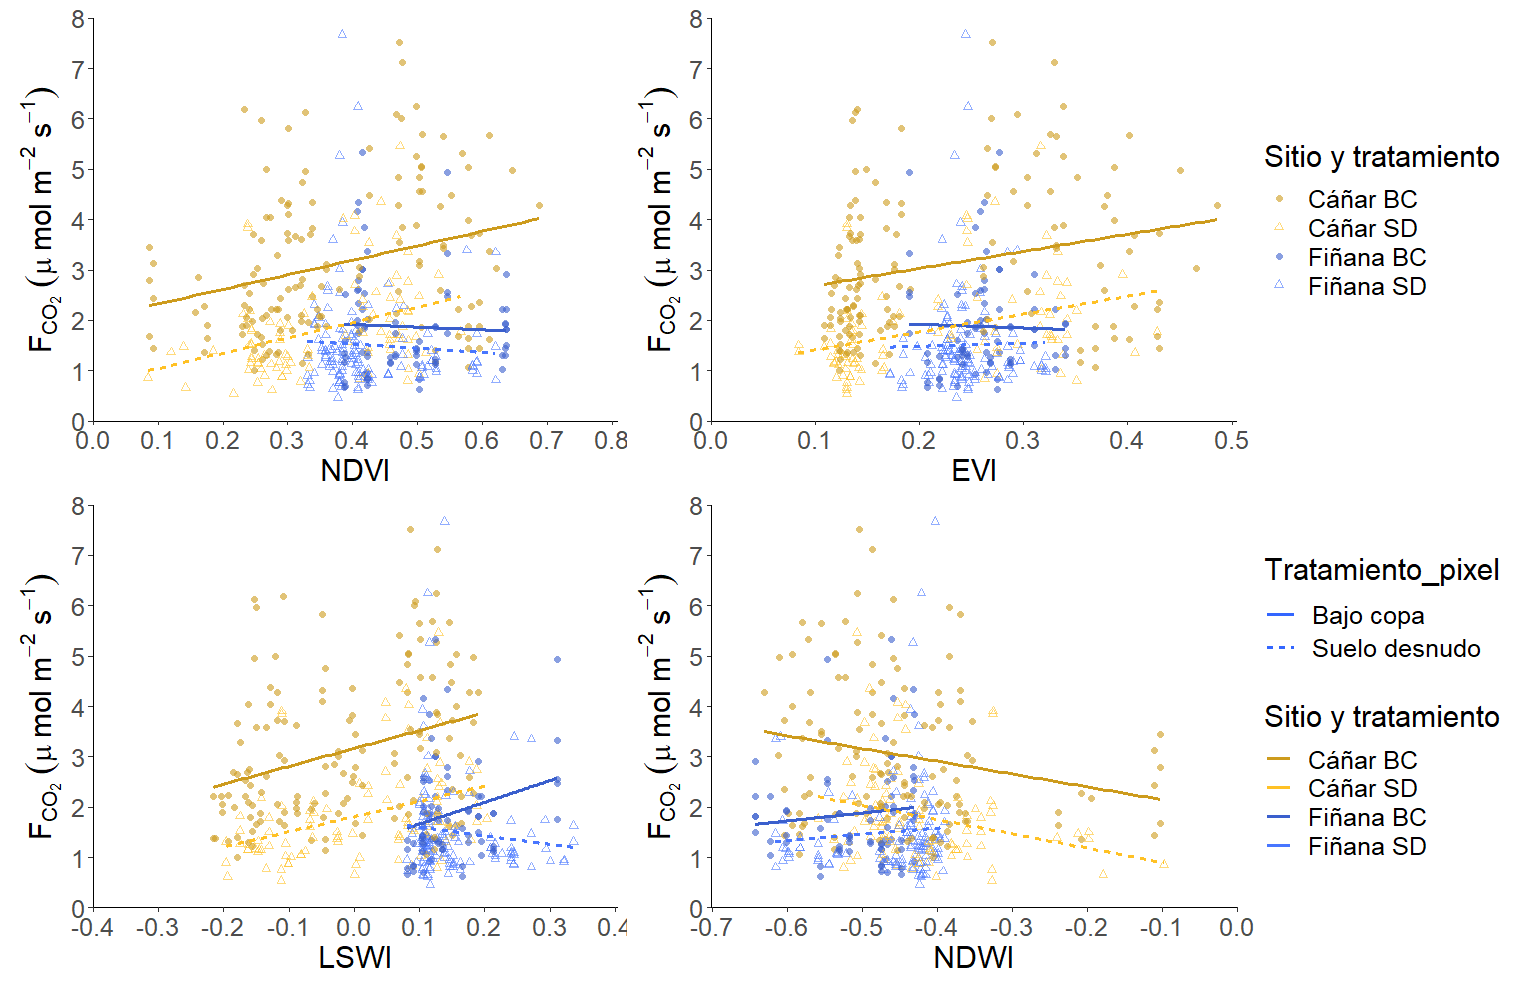 8
7
6
5
4
3
2
1
0
F CO2 (μ mol m−2 s−1)
0.0 0.1 0.2 0.3 0.4 0.5 0.6 0.7 0.8
NDVI
8
7
6
5
4
3
2
1
0
F CO2 (μ mol m−2 s−1)
0.0 0.1 0.2 0.3 0.4 0.5
EVI
Sitio y tratamiento
Cáñar BC
Cáñar SD
Fiñana BC
Fiñana SD
8
7
6
5
4
3
2
1
0
F CO2 (μ mol m−2 s−1)
-0.4 -0.3 -0.2 -0.1 0.0 0.1 0.2 0.3 0.4
LSWI
8
7
6
5
4
3
2
1
0
F CO2 (μ mol m−2 s−1)
-0.7 -0.6 -0.5 -0.4 -0.3 -0.2 -0.1 0.0
NDWI
Tratamiento_pixel
Bajo copa
Suelo desnudo
Sitio y tratamiento
Cáñar BC
Cáñar SD
Fiñana BC
Fiñana SD